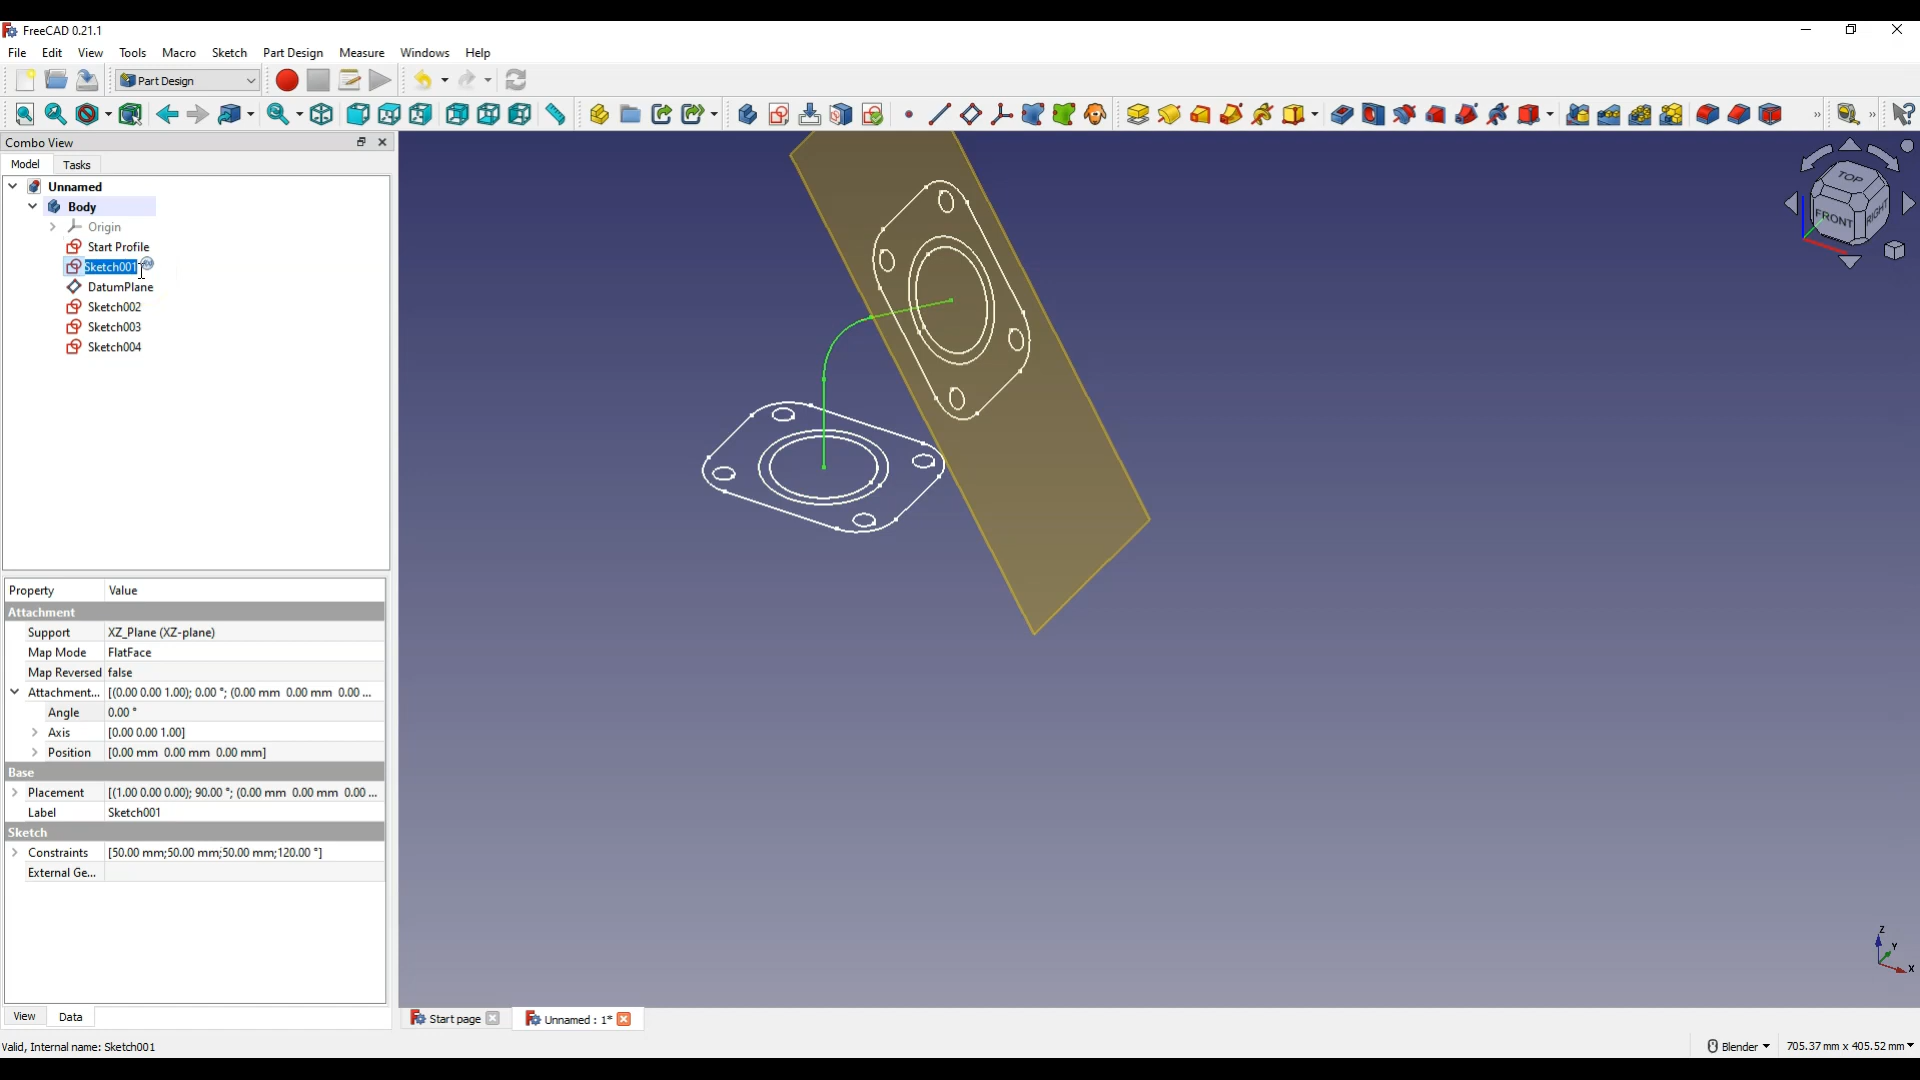 FreeCAD 0.21.1
File Edit View Tools Macro Sketch Part Design Measure Windows Help
Part Design
Combo View
Model Tasks
Unnamed
Body
Origin
Start Profile
Sketch001
DatumPlane
Sketch002
Sketch003
Sketch004
TOP
FRONT
RIGHT
Property Value
Attachment
Support XZ_Plane (XZ-plane)
Map Mode FlatFace
Map Reversed false
Attachment... [(0.00 0.00 1.00); 0.00 °; (0.00 mm 0.00 mm 0.00 ...
Angle 0.00 °
Axis [0.00 0.00 1.00]
Position [0.00 mm 0.00 mm 0.00 mm]
Base
Placement [(1.00 0.00 0.00); 90.00 °; (0.00 mm 0.00 mm 0.00 ...
Label Sketch001
Sketch
Constraints [50.00 mm;50.00 mm;50.00 mm;120.00 °]
External Ge...
Z
Y
X
View Data
Start page
Unnamed : 1*
Valid, Internal name: Sketch001
Blender
705.37 mm x 405.52 mm